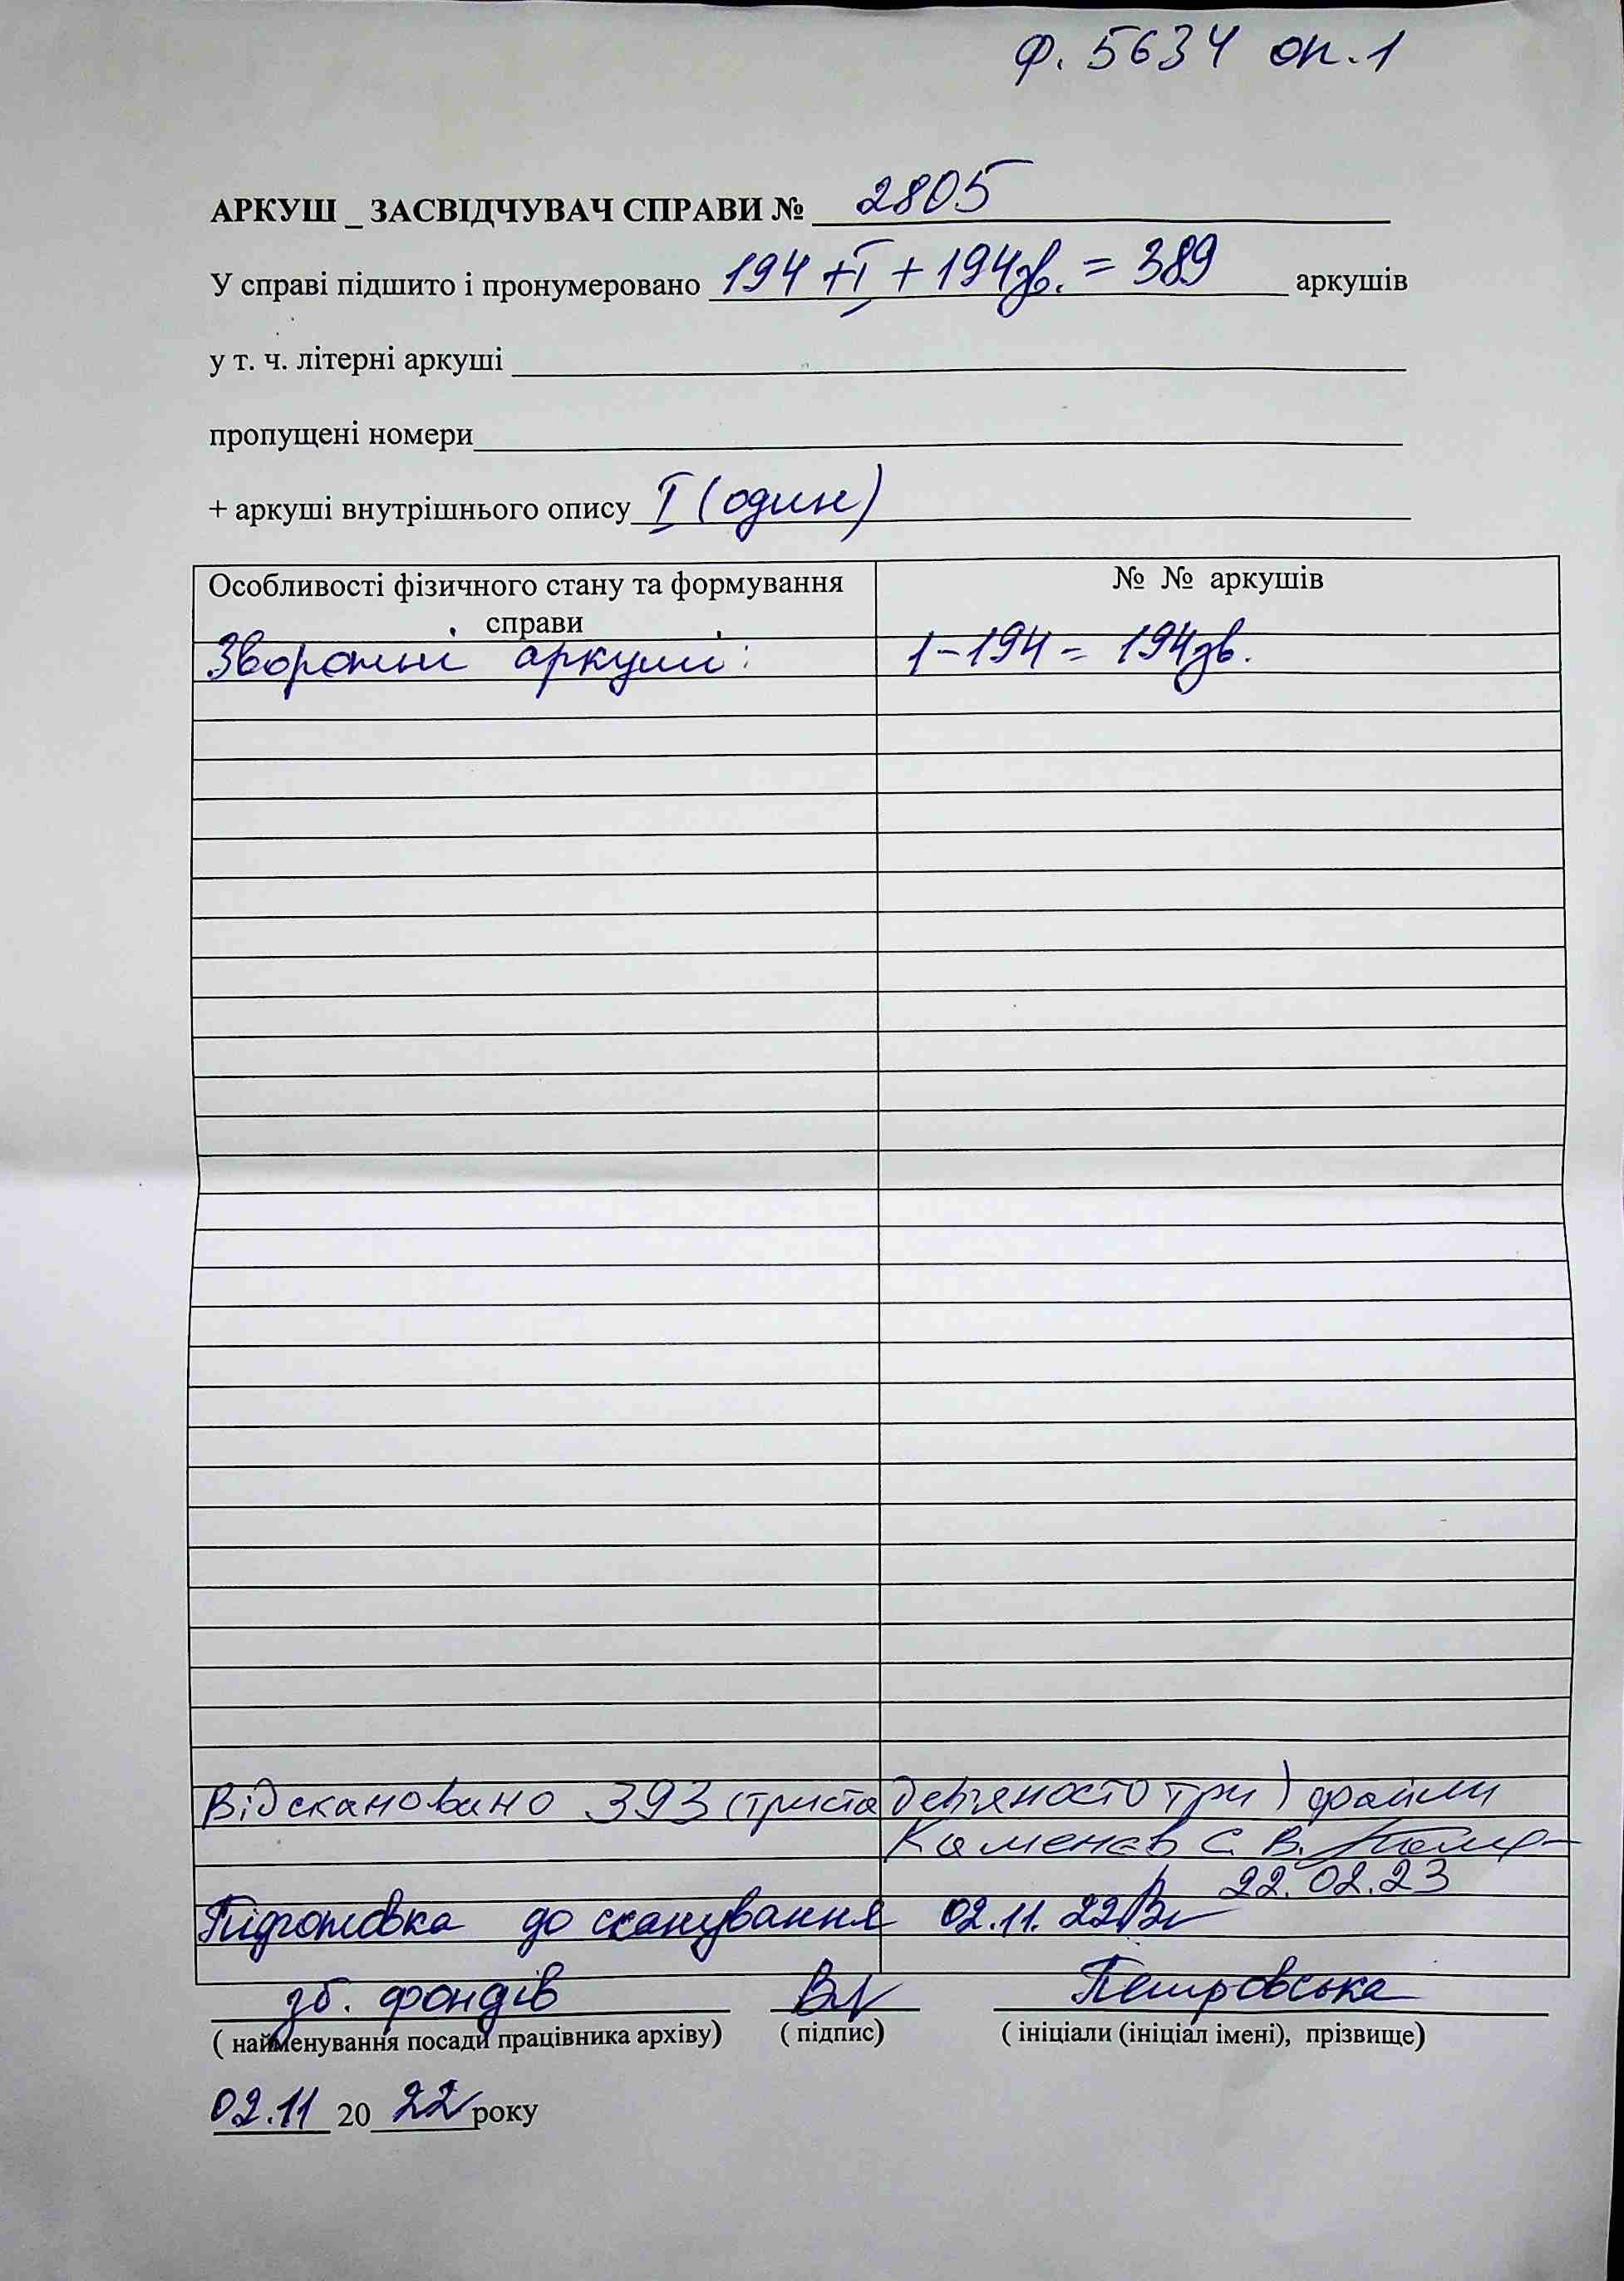 ф. 5634 оп.1
АРКУШ _ ЗАСВІДЧУВАЧ СПРАВИ № 2805
У справі підшито і пронумеровано 194 + I + 194зв. = 389 аркушів
у т. ч. літерні аркуші
пропущені номери
+ аркуші внутрішнього опису I (один)
Особливості фізичного стану та формування справи № № аркушів
Зворотні аркуші: 1-194 = 194зв.
Відскановано 393 (триста девʼяносто три) файли
Каменєв С. В.
22.02.23
Підготовка до сканування 02.11.22
зб. фондів Петровська
( найменування посади працівника архіву) ( підпис) ( ініціали (ініціал імені), прізвище)
02.11 20 22 року